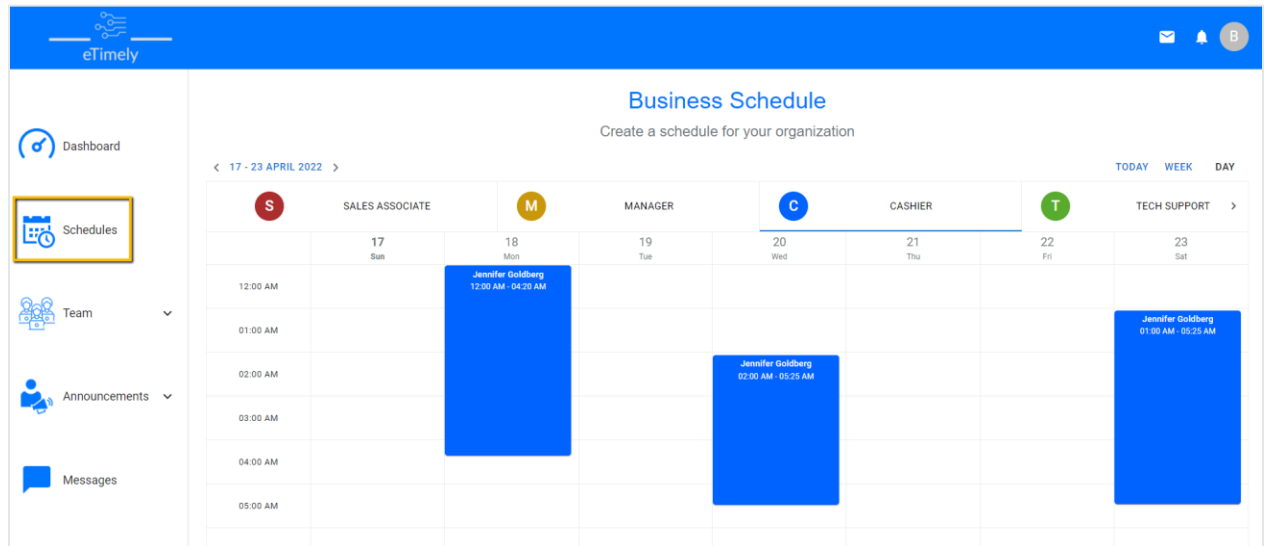 eTimely
B
Business Schedule
Create a schedule for your organization
Dashboard
Schedules
Team
Announcements
Messages
17 - 23 APRIL 2022
TODAY WEEK DAY
S SALES ASSOCIATE M MANAGER C CASHIER T TECH SUPPORT
17 18 19 20 21 22 23
Sun Mon Tue Wed Thu Fri Sat
12:00 AM
01:00 AM
02:00 AM
03:00 AM
04:00 AM
05:00 AM
Jennifer Goldberg
12:00 AM - 04:20 AM
Jennifer Goldberg
02:00 AM - 05:25 AM
Jennifer Goldberg
01:00 AM - 05:25 AM